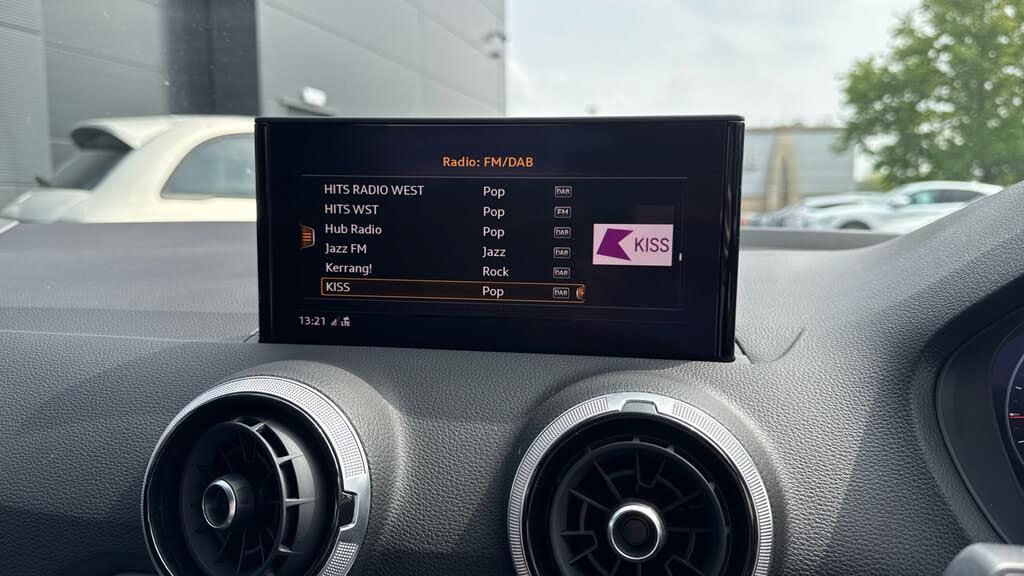 Radio: FM/DAB
HITS RADIO WEST Pop DAB
HITS WST Pop FM
Hub Radio Pop DAB
Jazz FM Jazz DAB
Kerrang! Rock DAB
KISS Pop DAB
KISS
13:21 LTE